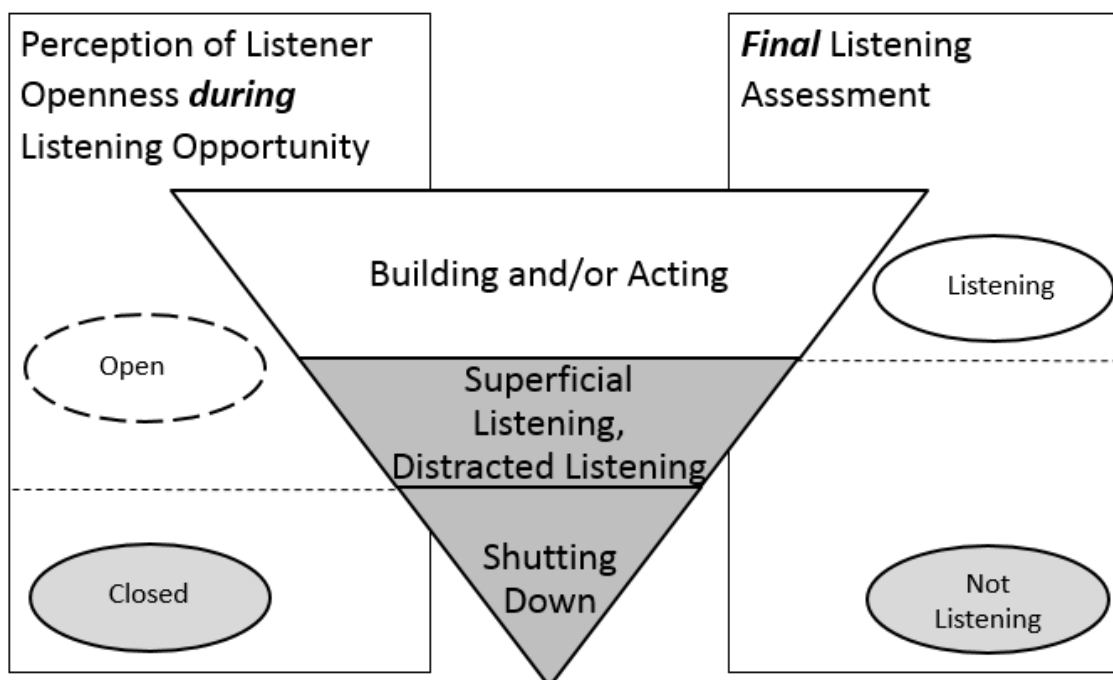 Perception of Listener
Openness during
Listening Opportunity
Final Listening
Assessment
Building and/or Acting
Listening
Open
Superficial
Listening,
Distracted Listening
Shutting
Down
Closed
Not
Listening